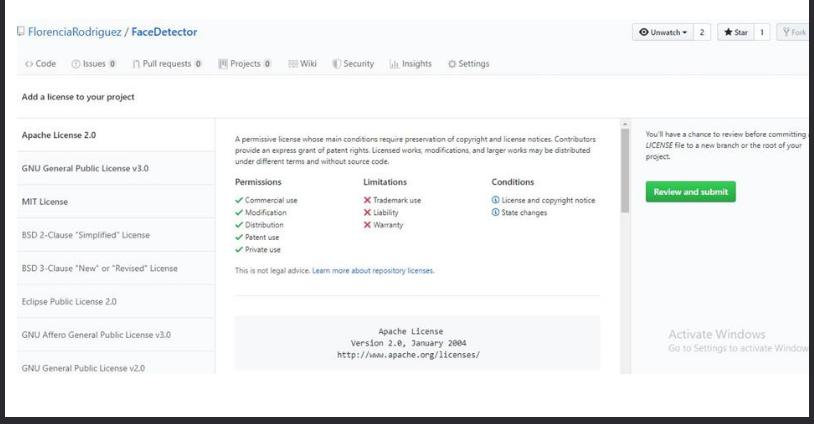 FlorenciaRodriguez / FaceDetector
Unwatch 2 Star 1 Fork
Code Issues 0 Pull requests 0 Projects 0 Wiki Security Insights Settings
Add a license to your project
Apache License 2.0
GNU General Public License v3.0
MIT License
BSD 2-Clause "Simplified" License
BSD 3-Clause "New" or "Revised" License
Eclipse Public License 2.0
GNU Affero General Public License v3.0
GNU General Public License v2.0
A permissive license whose main conditions require preservation of copyright and license notices. Contributors
provide an express grant of patent rights. Licensed works, modifications, and larger works may be distributed
under different terms and without source code.
Permissions
Commercial use
Modification
Distribution
Patent use
Private use
Limitations
Trademark use
Liability
Warranty
Conditions
License and copyright notice
State changes
This is not legal advice. Learn more about repository licenses.
Apache License
Version 2.0, January 2004
http://www.apache.org/licenses/
You'll have a chance to review before committing
LICENSE file to a new branch or the root of your
project.
Review and submit
Activate Windows
Go to Settings to activate Window